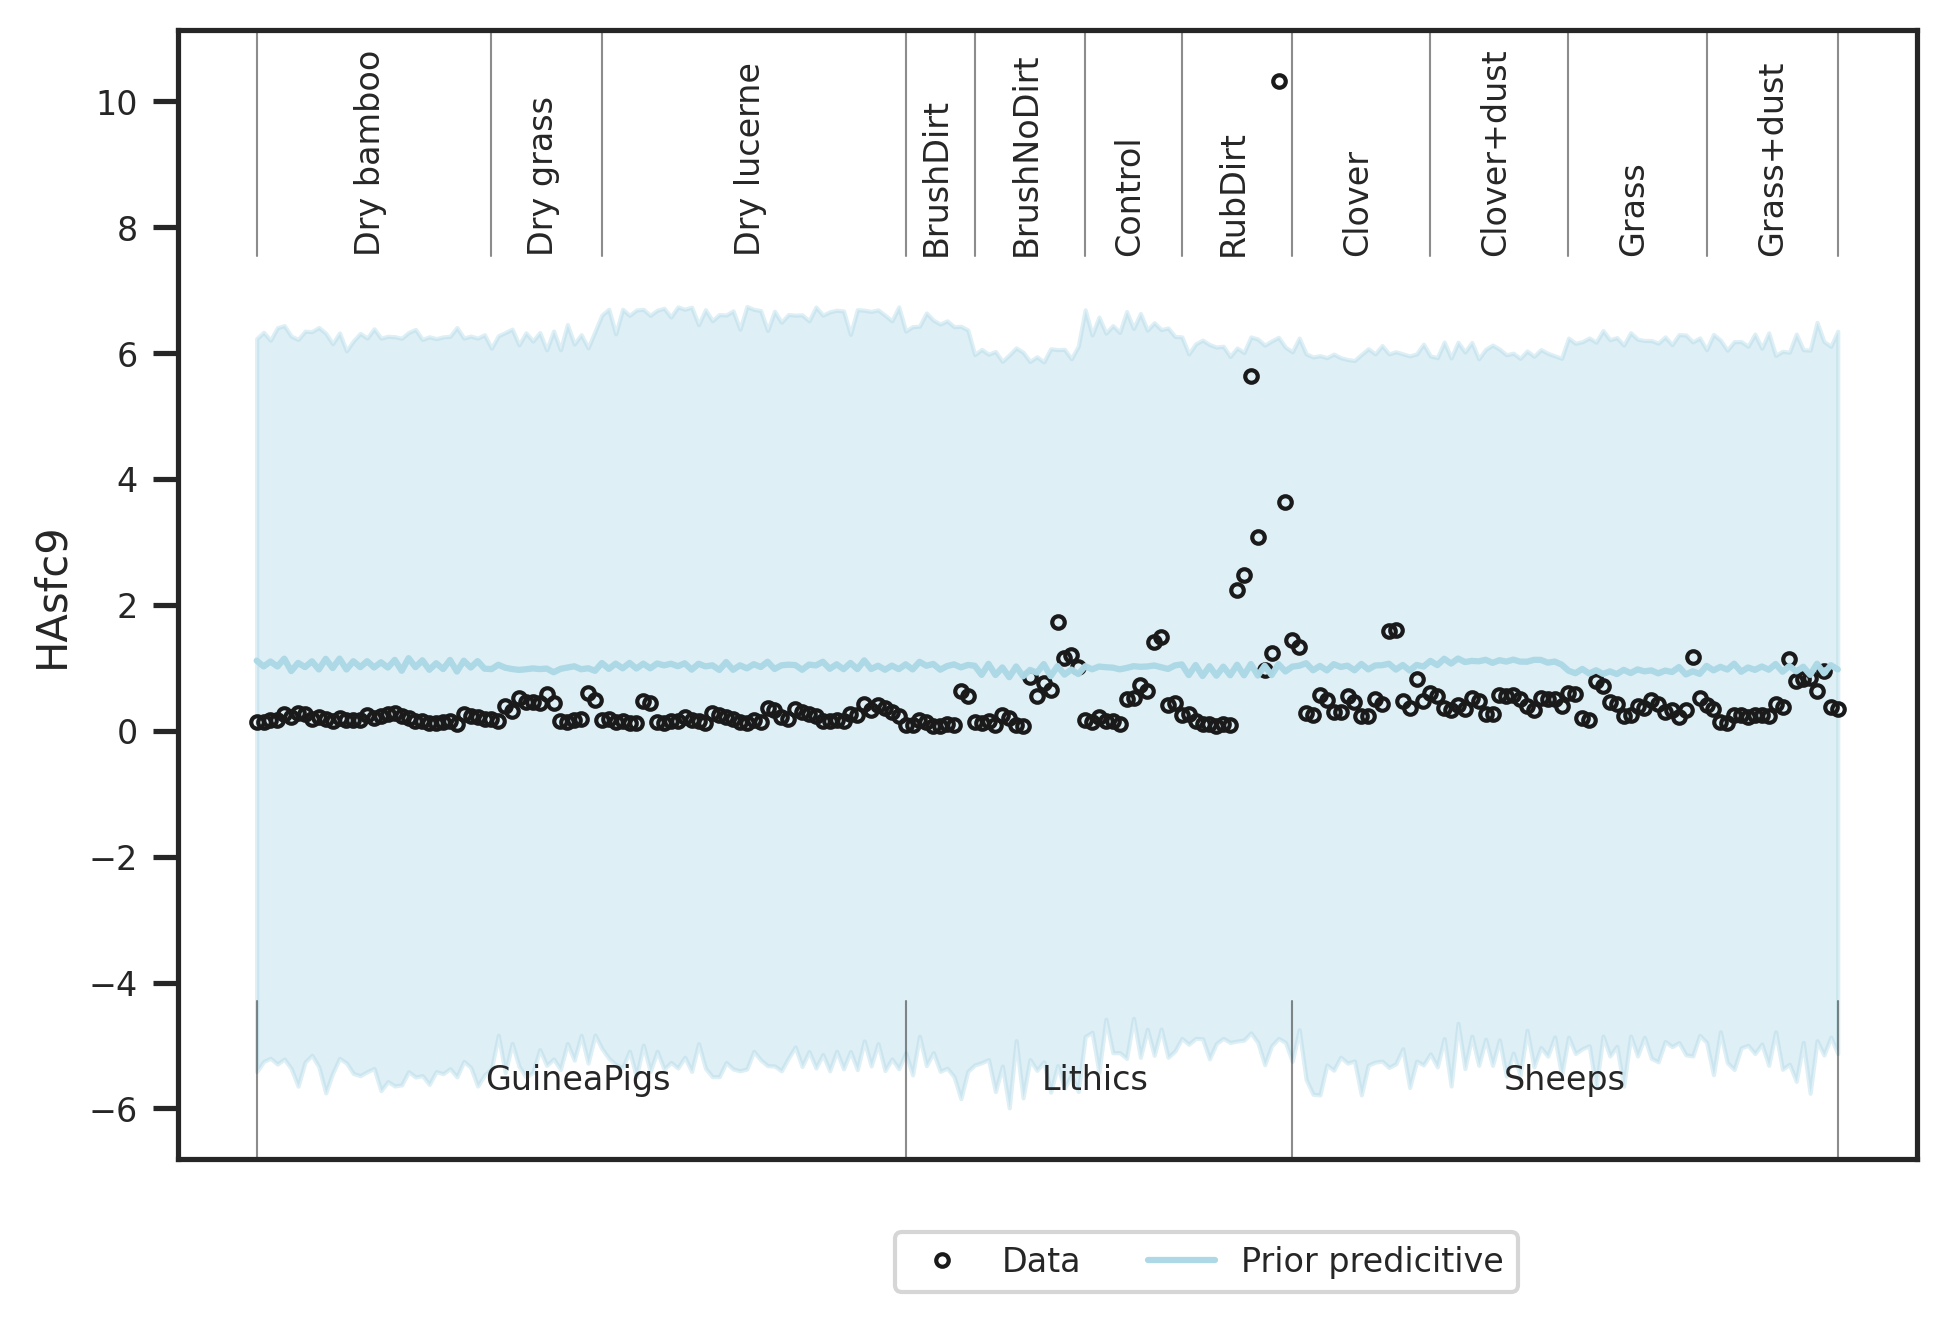 Dry bamboo
Dry grass
Dry lucerne
BrushDirt
BrushNoDirt
Control
RubDirt
Clover
Clover+dust
Grass
Grass+dust
HAsfc9
10
8
6
4
2
0
−2
−4
−6
GuineaPigs
Lithics
Sheeps
Data
Prior predicitive